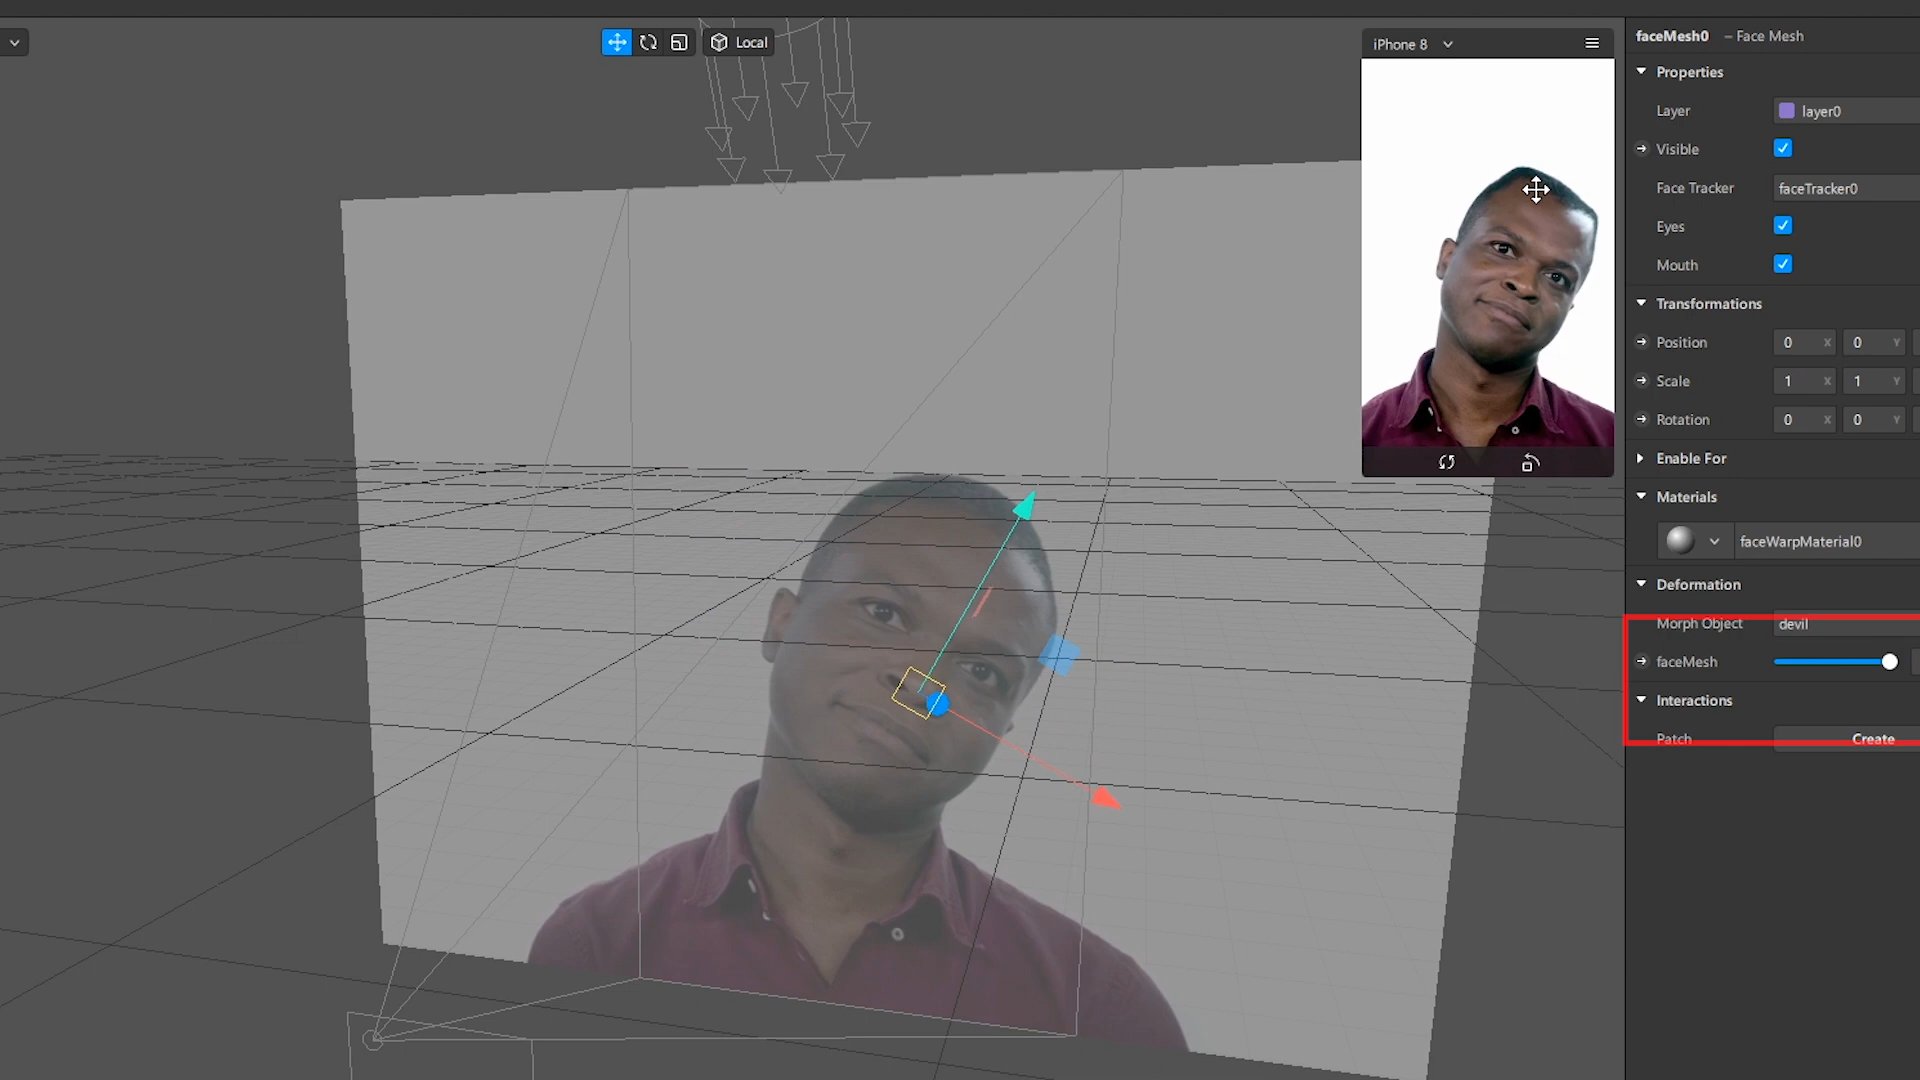 Local
iPhone 8
faceMesh0 – Face Mesh
Properties
Layer layer0
Visible
Face Tracker faceTracker0
Eyes
Mouth
Transformations
Position 0 X 0 Y
Scale 1 X 1 Y
Rotation 0 X 0 Y
Enable For
Materials
faceWarpMaterial0
Deformation
Morph Object devil
faceMesh
Interactions
Patch Create